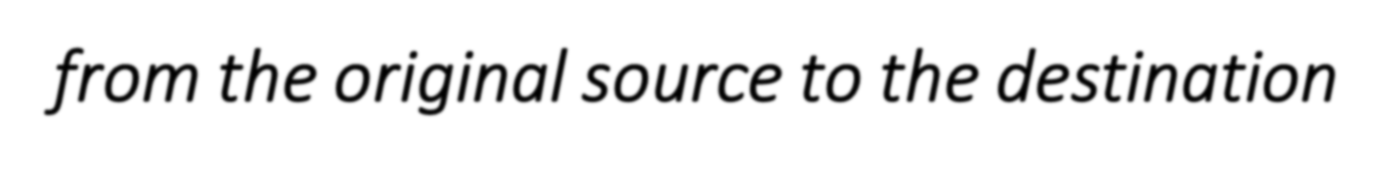 from the original source to the destination